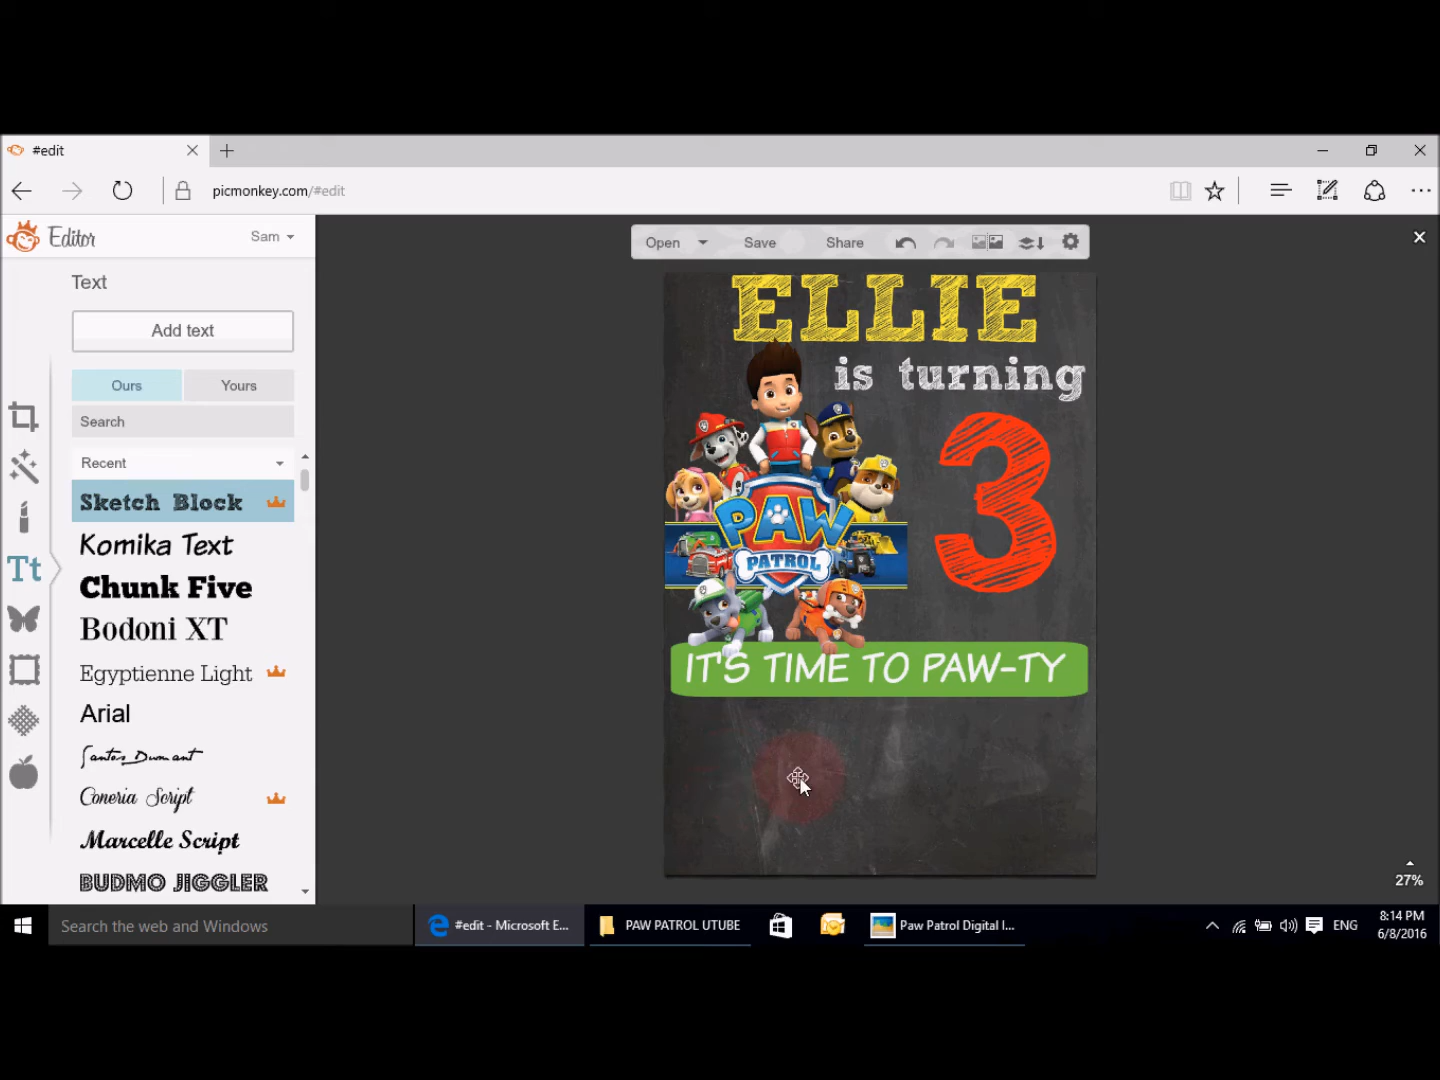 #edit
picmonkey.com/#edit
Editor
Sam
Open
Save
Share
Text
Add text
Ours
Yours
Search
Recent
Sketch Block
Komika Text
Chunk Five
Bodoni XT
Egyptienne Light
Arial
Santos Dumont
Coneria Script
Marcelle Script
BUDMO JIGGLER
ELLIE
is turning
3
PAW
PATROL
IT'S TIME TO PAW-TY
27%
Search the web and Windows
#edit - Microsoft E...
PAW PATROL UTUBE
Paw Patrol Digital I...
ENG
8:14 PM
6/8/2016